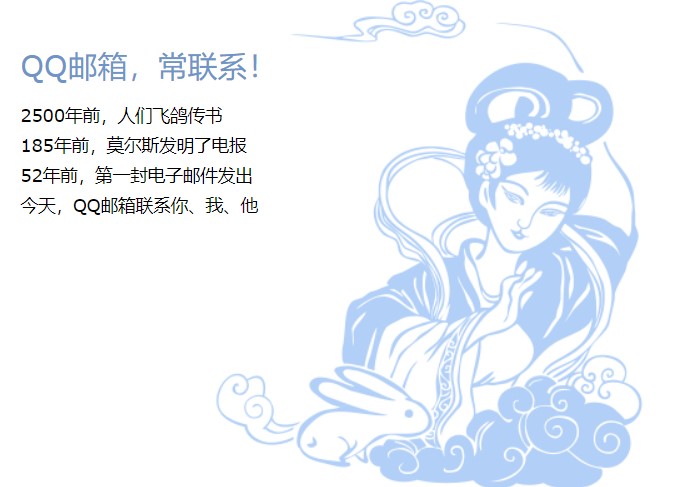 QQ邮箱，常联系！
2500年前，人们飞鸽传书
185年前，莫尔斯发明了电报
52年前，第一封电子邮件发出
今天，QQ邮箱联系你、我、他